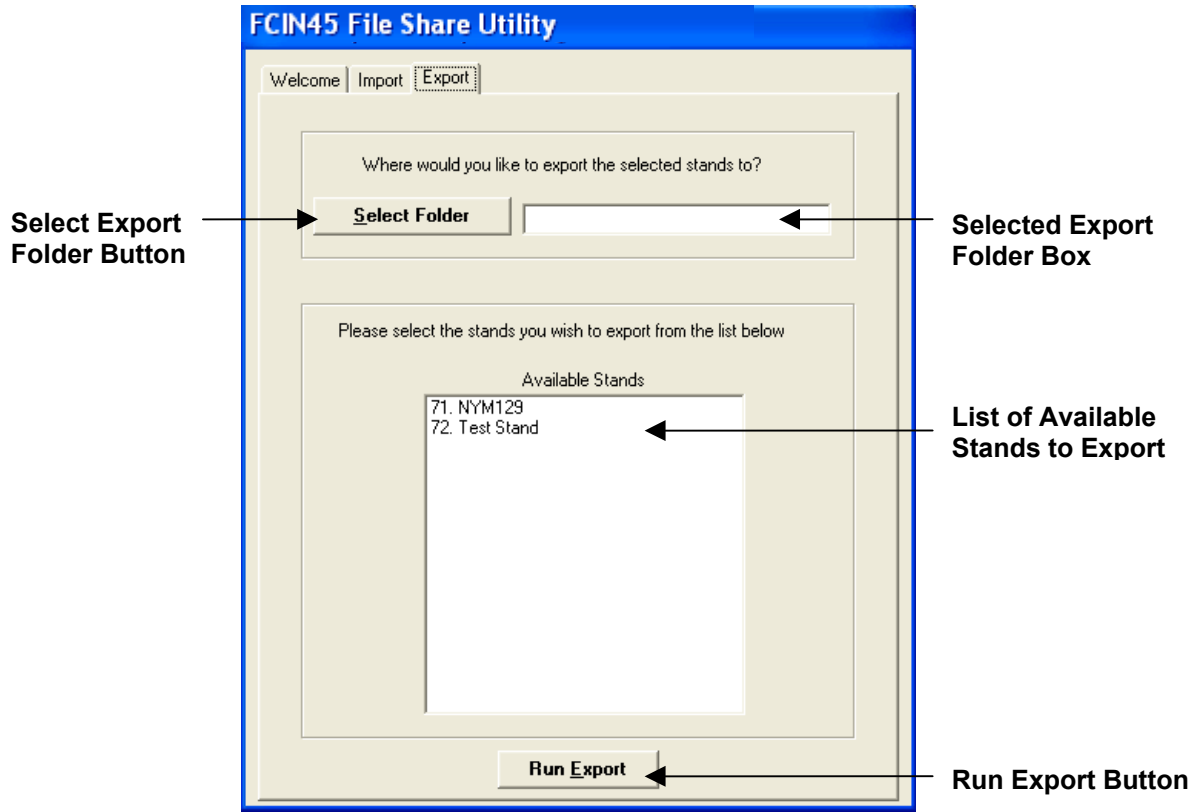 FCIN45 File Share Utility
Welcome Import Export
Where would you like to export the selected stands to?
Select Folder
Select Export
Folder Button
Selected Export
Folder Box
Please select the stands you wish to export from the list below
Available Stands
71. NYM129
72. Test Stand
List of Available
Stands to Export
Run Export
Run Export Button